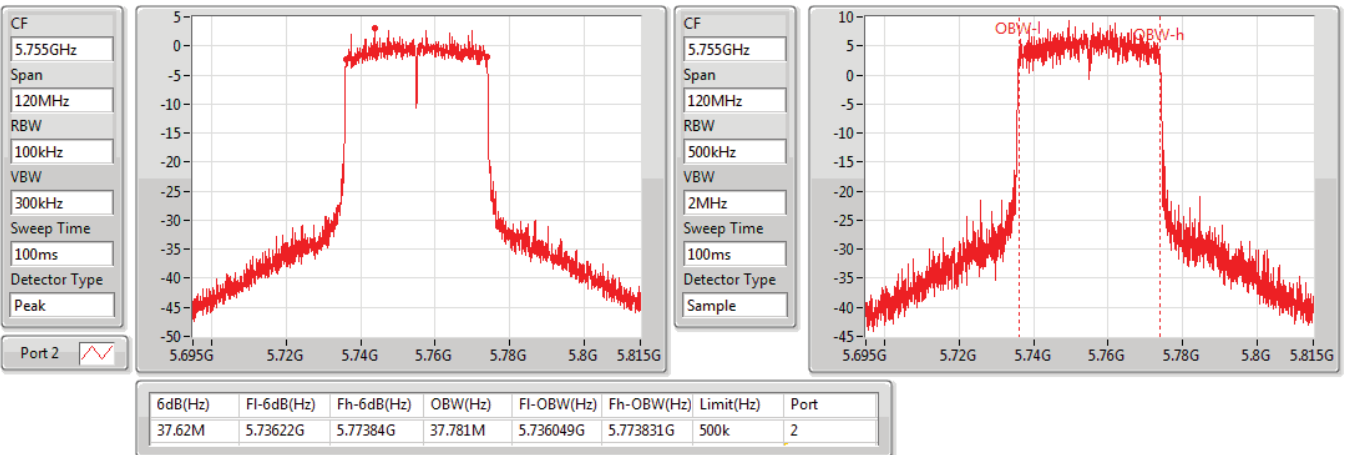 CF
5.755GHz
Span
120MHz
RBW
100kHz
VBW
300kHz
Sweep Time
100ms
Detector Type
Peak
Port 2
5
0
-5
-10
-15
-20
-25
-30
-35
-40
-45
-50
5.695G 5.72G 5.74G 5.76G 5.78G 5.8G 5.815G
CF
5.755GHz
Span
120MHz
RBW
500kHz
VBW
2MHz
Sweep Time
100ms
Detector Type
Sample
10
5
0
-5
-10
-15
-20
-25
-30
-35
-40
-45
OBW-l OBW-h
5.695G 5.72G 5.74G 5.76G 5.78G 5.8G 5.815G
6dB(Hz) Fl-6dB(Hz) Fh-6dB(Hz) OBW(Hz) Fl-OBW(Hz) Fh-OBW(Hz) Limit(Hz) Port
37.62M 5.73622G 5.77384G 37.781M 5.736049G 5.773831G 500k 2